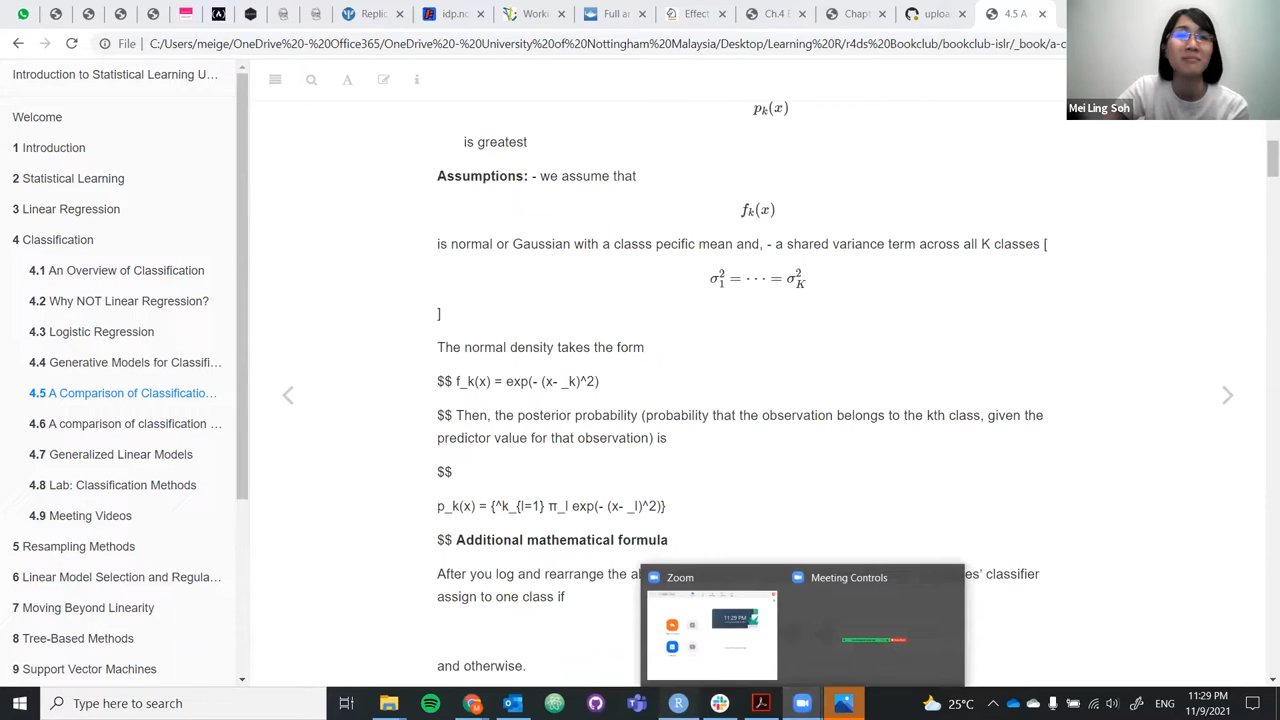 Replic
idp.nc
Workin
Full ar
Effect
Ch.4 E
Chapt
upload
4.5 A C
File
C:/Users/meige/OneDrive%20-%20Office365/OneDrive%20-%20University%20of%20Nottingham%20Malaysia/Desktop/Learning%20R/r4ds%20Bookclub/bookclub-islr/_book/a-c
Introduction to Statistical Learning U...
Welcome
1 Introduction
2 Statistical Learning
3 Linear Regression
4 Classification
4.1 An Overview of Classification
4.2 Why NOT Linear Regression?
4.3 Logistic Regression
4.4 Generative Models for Classifi...
4.5 A Comparison of Classificatio...
4.6 A comparison of classification ...
4.7 Generalized Linear Models
4.8 Lab: Classification Methods
4.9 Meeting Videos
5 Resampling Methods
6 Linear Model Selection and Regula...
7 Moving Beyond Linearity
8 Tree-Based Methods
9 Support Vector Machines
p_k(x)
is greatest
Assumptions: - we assume that
f_k(x)
is normal or Gaussian with a classs pecific mean and, - a shared variance term across all K classes [
σ_1^2 = ⋯ = σ_K^2
]
The normal density takes the form
$$ f_k(x) = exp(- (x- _k)^2)
$$ Then, the posterior probability (probability that the observation belongs to the kth class, given the
predictor value for that observation) is
$$
p_k(x) = {^k_{l=1} π_l exp(- (x- _l)^2)}
$$ Additional mathematical formula
After you log and rearrange the a
es' classifier
assign to one class if
and otherwise.
Mei Ling Soh
Zoom
Meeting Controls
11:29 PM
Type here to search
25°C
ENG
11:29 PM
11/9/2021